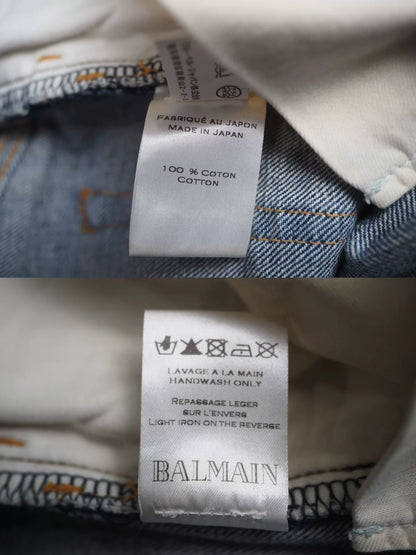 FABRIQUÉ AU JAPON
MADE IN JAPAN
100 % COTON
COTTON
LAVAGE A LA MAIN
HANDWASH ONLY
REPASSAGE LEGER
SUR L'ENVERS
LIGHT IRON ON THE REVERSE
BALMAIN